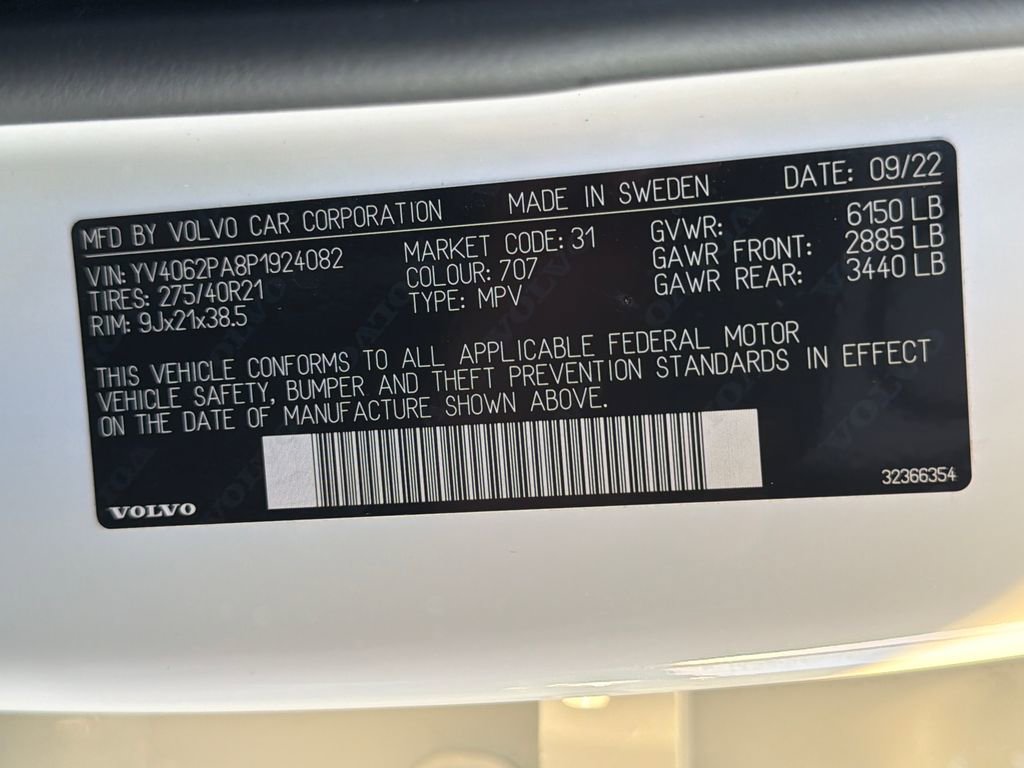 MFD BY VOLVO CAR CORPORATION MADE IN SWEDEN DATE: 09/22
VIN: YV4062PA8P1924082 MARKET CODE: 31 GVWR: 6150 LB
TIRES: 275/40R21 COLOUR: 707 GAWR FRONT: 2885 LB
RIM: 9Jx21x38.5 TYPE: MPV GAWR REAR: 3440 LB
THIS VEHICLE CONFORMS TO ALL APPLICABLE FEDERAL MOTOR
VEHICLE SAFETY, BUMPER AND THEFT PREVENTION STANDARDS IN EFFECT
ON THE DATE OF MANUFACTURE SHOWN ABOVE.
VOLVO 32366354